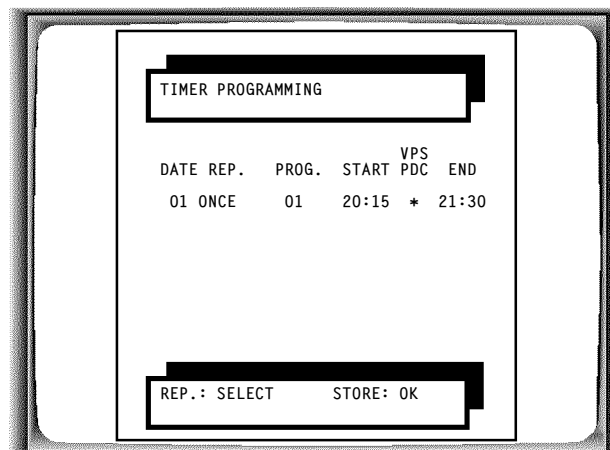 TIMER PROGRAMMING
VPS
DATE REP. PROG. START PDC END
01 ONCE 01 20:15 * 21:30
REP.: SELECT STORE: OK